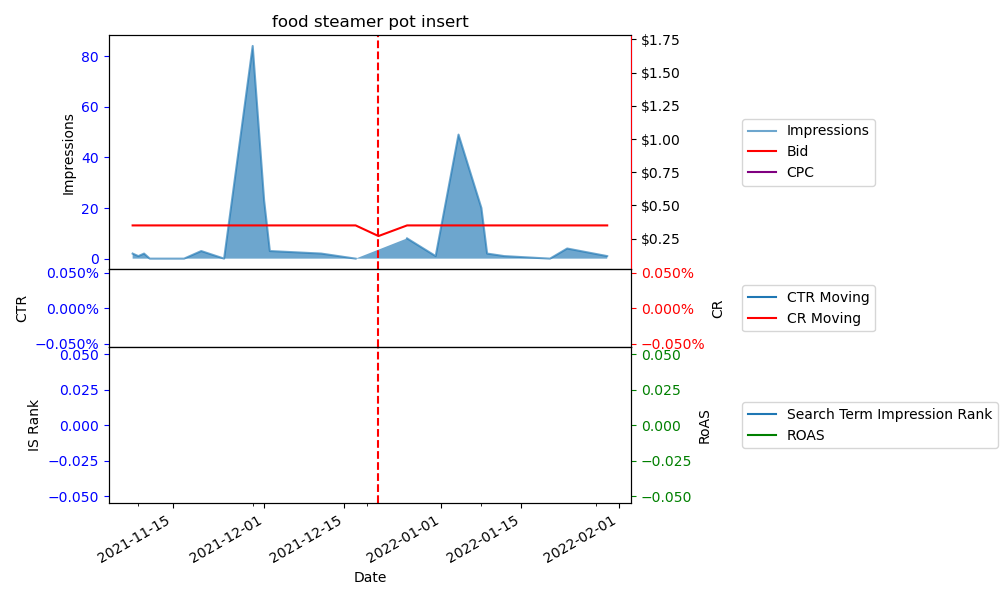 food steamer pot insert
Impressions
80
60
40
20
0
$1.75
$1.50
$1.25
$1.00
$0.75
$0.50
$0.25
Impressions
Bid
CPC
CTR
0.050%
0.000%
−0.050%
0.050%
0.000%
−0.050%
CR
CTR Moving
CR Moving
IS Rank
0.050
0.025
0.000
−0.025
−0.050
0.050
0.025
0.000
−0.025
−0.050
RoAS
Search Term Impression Rank
ROAS
2021-11-15
2021-12-01
2021-12-15
2022-01-01
2022-01-15
2022-02-01
Date